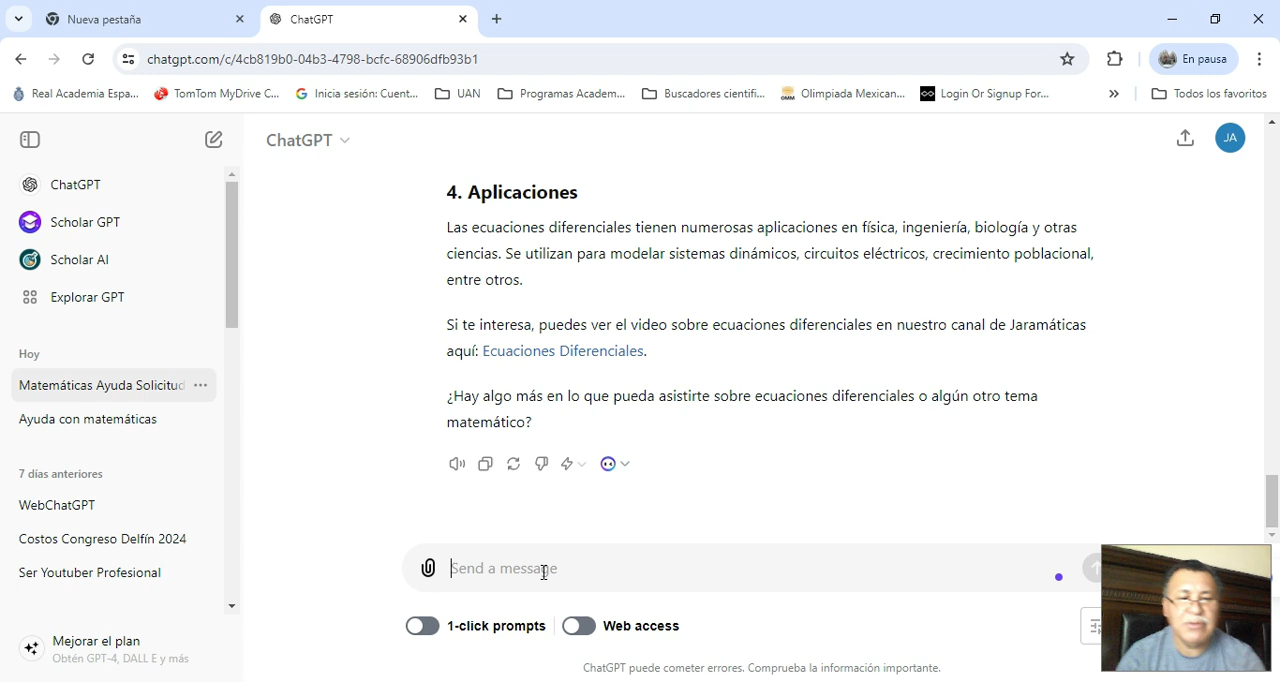 Nueva pestaña
ChatGPT
chatgpt.com/c/4cb819b0-04b3-4798-bcfc-68906dfb93b1
En pausa
Real Academia Espa...
TomTom MyDrive C...
Inicia sesión: Cuent...
UAN
Programas Academ...
Buscadores científi...
Olimpiada Mexican...
Login Or Signup For...
Todos los favoritos
ChatGPT
JA
ChatGPT
Scholar GPT
Scholar AI
Explorar GPT
Hoy
Matemáticas Ayuda Solicitud
Ayuda con matemáticas
7 días anteriores
WebChatGPT
Costos Congreso Delfín 2024
Ser Youtuber Profesional
Mejorar el plan
Obtén GPT-4, DALL E y más
4. Aplicaciones
Las ecuaciones diferenciales tienen numerosas aplicaciones en física, ingeniería, biología y otras
ciencias. Se utilizan para modelar sistemas dinámicos, circuitos eléctricos, crecimiento poblacional,
entre otros.
Si te interesa, puedes ver el video sobre ecuaciones diferenciales en nuestro canal de Jaramáticas
aquí: Ecuaciones Diferenciales.
¿Hay algo más en lo que pueda asistirte sobre ecuaciones diferenciales o algún otro tema
matemático?
Send a message
1-click prompts
Web access
ChatGPT puede cometer errores. Comprueba la información importante.